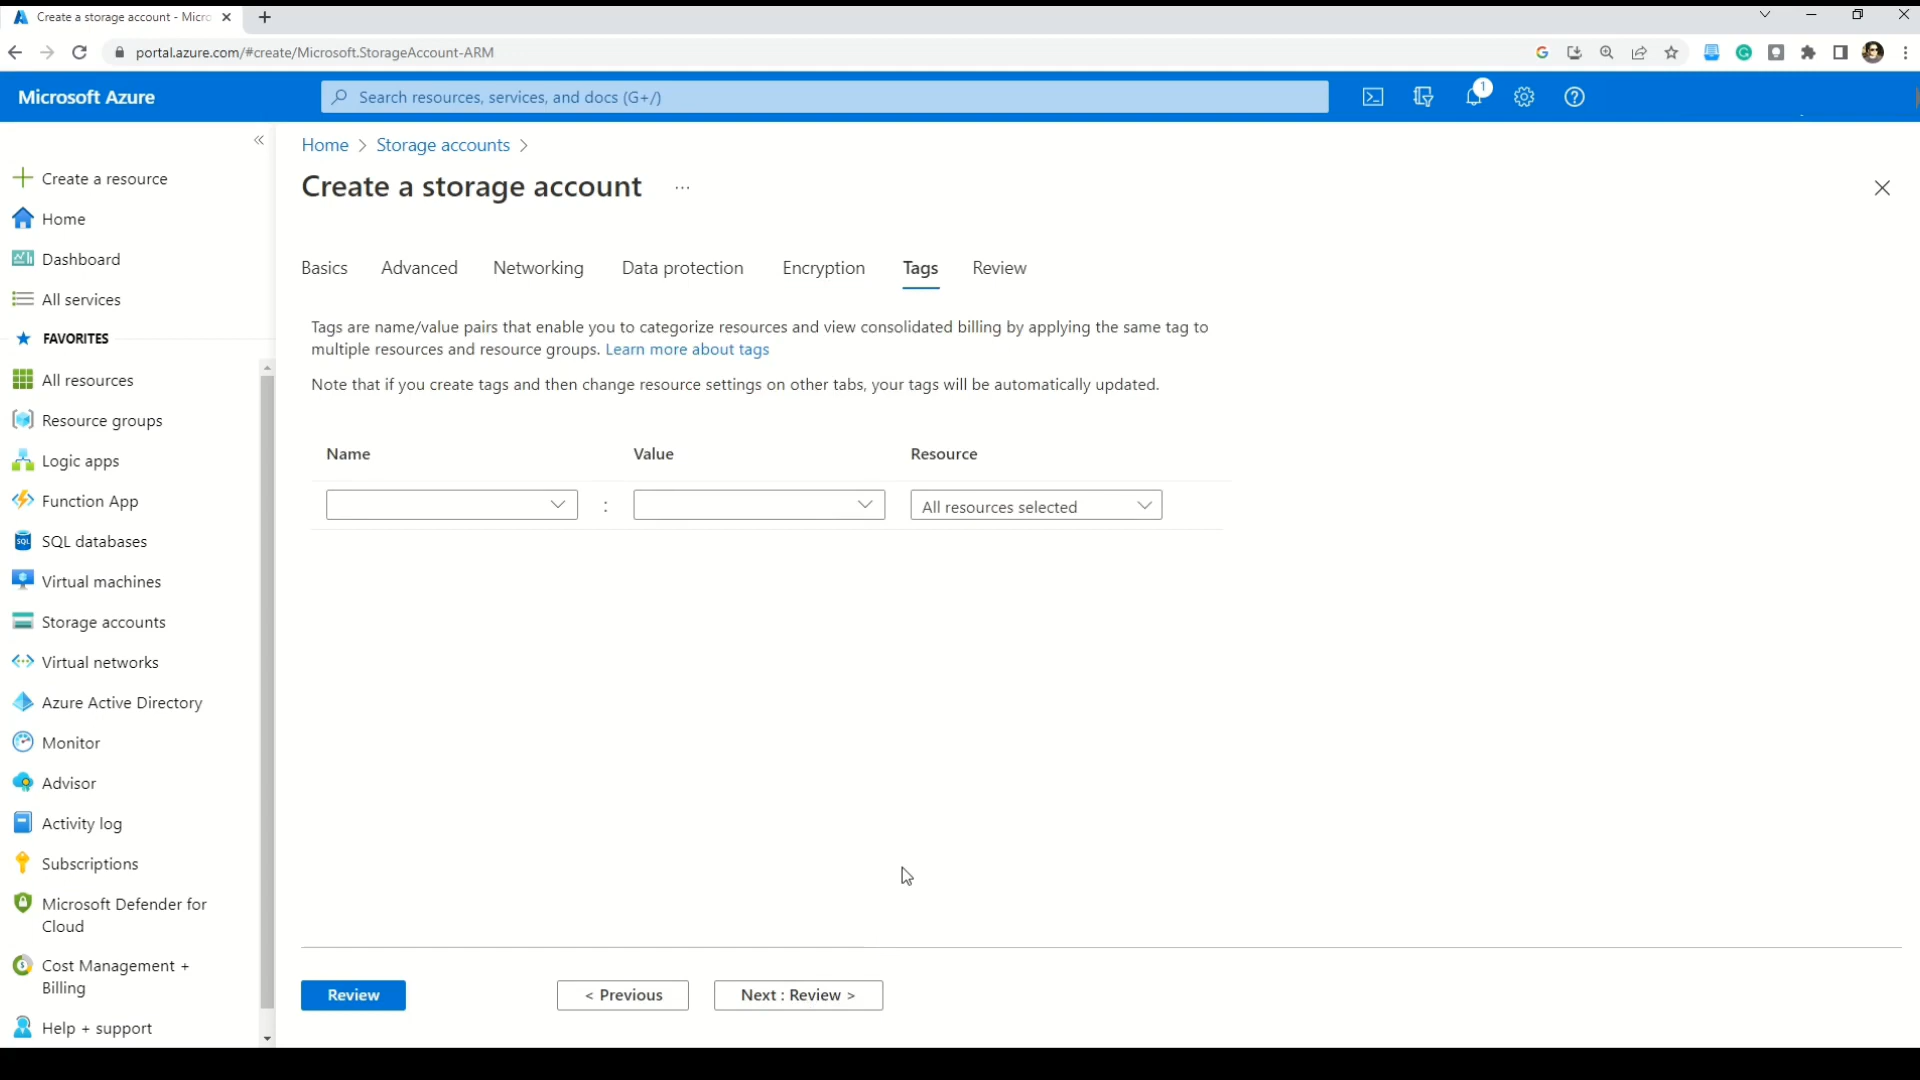 Create a storage account - Micro
portal.azure.com/#create/Microsoft.StorageAccount-ARM
Microsoft Azure
Search resources, services, and docs (G+/)
1
Home > Storage accounts >
Create a storage account ...
Create a resource
Home
Dashboard
All services
FAVORITES
All resources
Resource groups
Logic apps
Function App
SQL databases
Virtual machines
Storage accounts
Virtual networks
Azure Active Directory
Monitor
Advisor
Activity log
Subscriptions
Microsoft Defender for
Cloud
Cost Management +
Billing
Help + support
Basics Advanced Networking Data protection Encryption Tags Review
Tags are name/value pairs that enable you to categorize resources and view consolidated billing by applying the same tag to
multiple resources and resource groups. Learn more about tags
Note that if you create tags and then change resource settings on other tabs, your tags will be automatically updated.
Name Value Resource
: All resources selected
Review < Previous Next : Review >